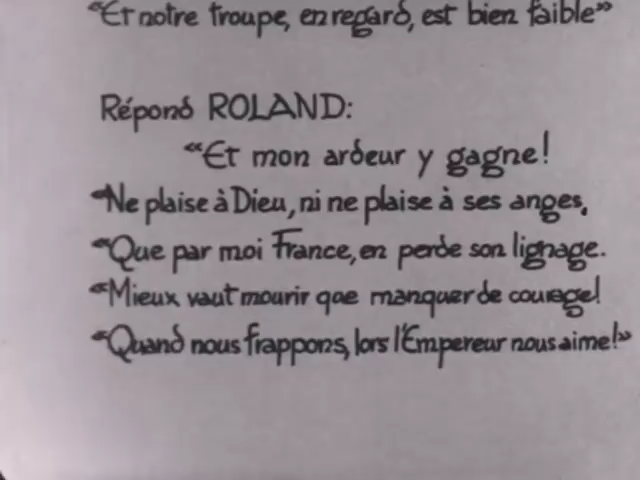 “Et notre troupe, en regard, est bien faible”
Répond ROLAND:
“Et mon ardeur y gagne!
“Ne plaise à Dieu, ni ne plaise à ses anges,
“Que par moi France, en perde son lignage.
“Mieux vaut mourir que manquer de courage!
“Quand nous frappons, lors l'Empereur nous aime!”